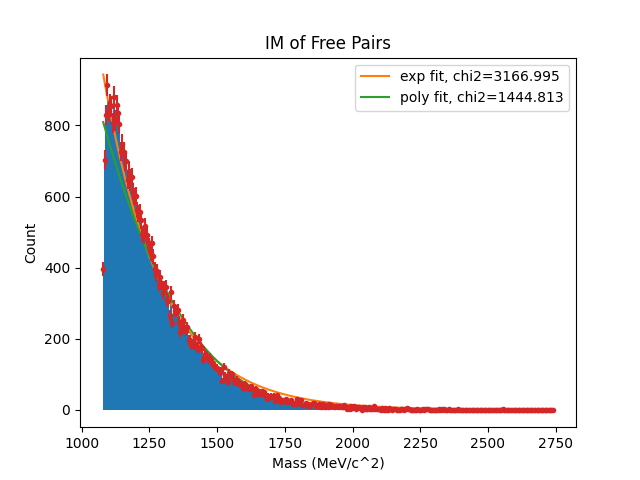 IM of Free Pairs
exp fit, chi2=3166.995
poly fit, chi2=1444.813
Count
800
600
400
200
0
1000 1250 1500 1750 2000 2250 2500 2750
Mass (MeV/c^2)